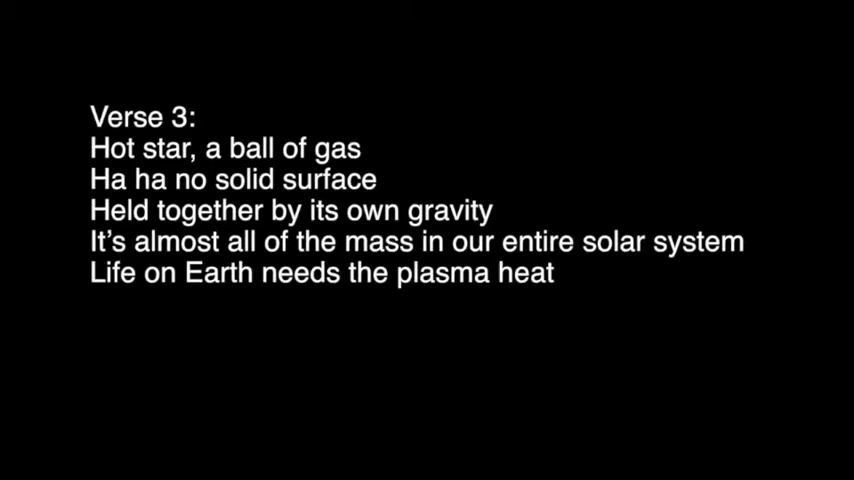 Verse 3:
Hot star, a ball of gas
Ha ha no solid surface
Held together by its own gravity
It’s almost all of the mass in our entire solar system
Life on Earth needs the plasma heat